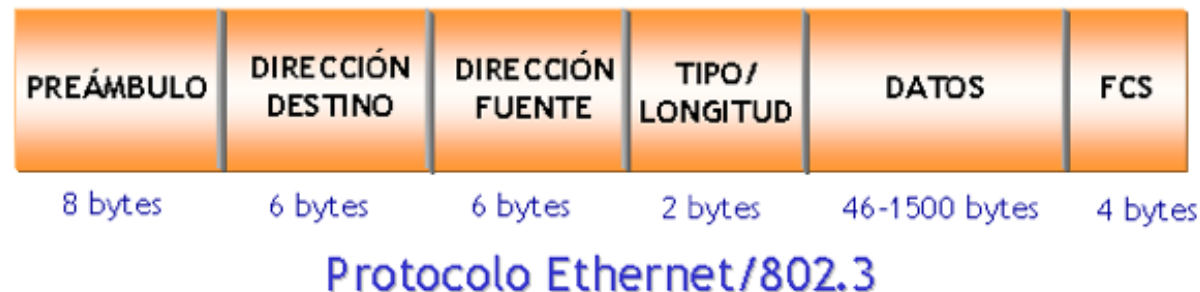 PREÁMBULO
DIRECCIÓN
DESTINO
DIRECCIÓN
FUENTE
TIPO/
LONGITUD
DATOS
FCS
8 bytes
6 bytes
6 bytes
2 bytes
46-1500 bytes
4 bytes
Protocolo Ethernet/802.3